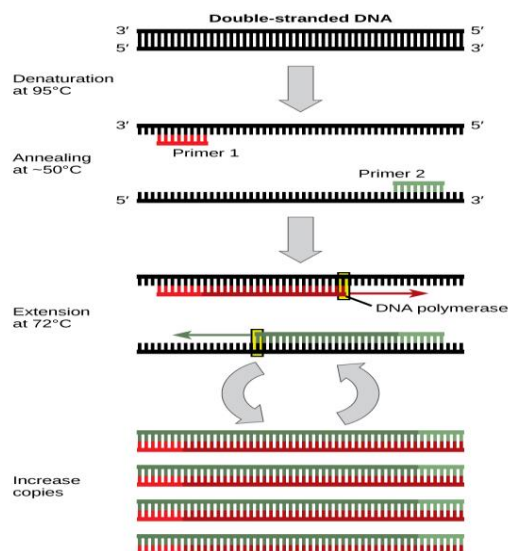 Double-stranded DNA
3′ 5′
5′ 3′
Denaturation
at 95°C
3′ 5′
Primer 1
Annealing
at ~50°C
Primer 2
5′ 3′
DNA polymerase
Extension
at 72°C
Increase
copies